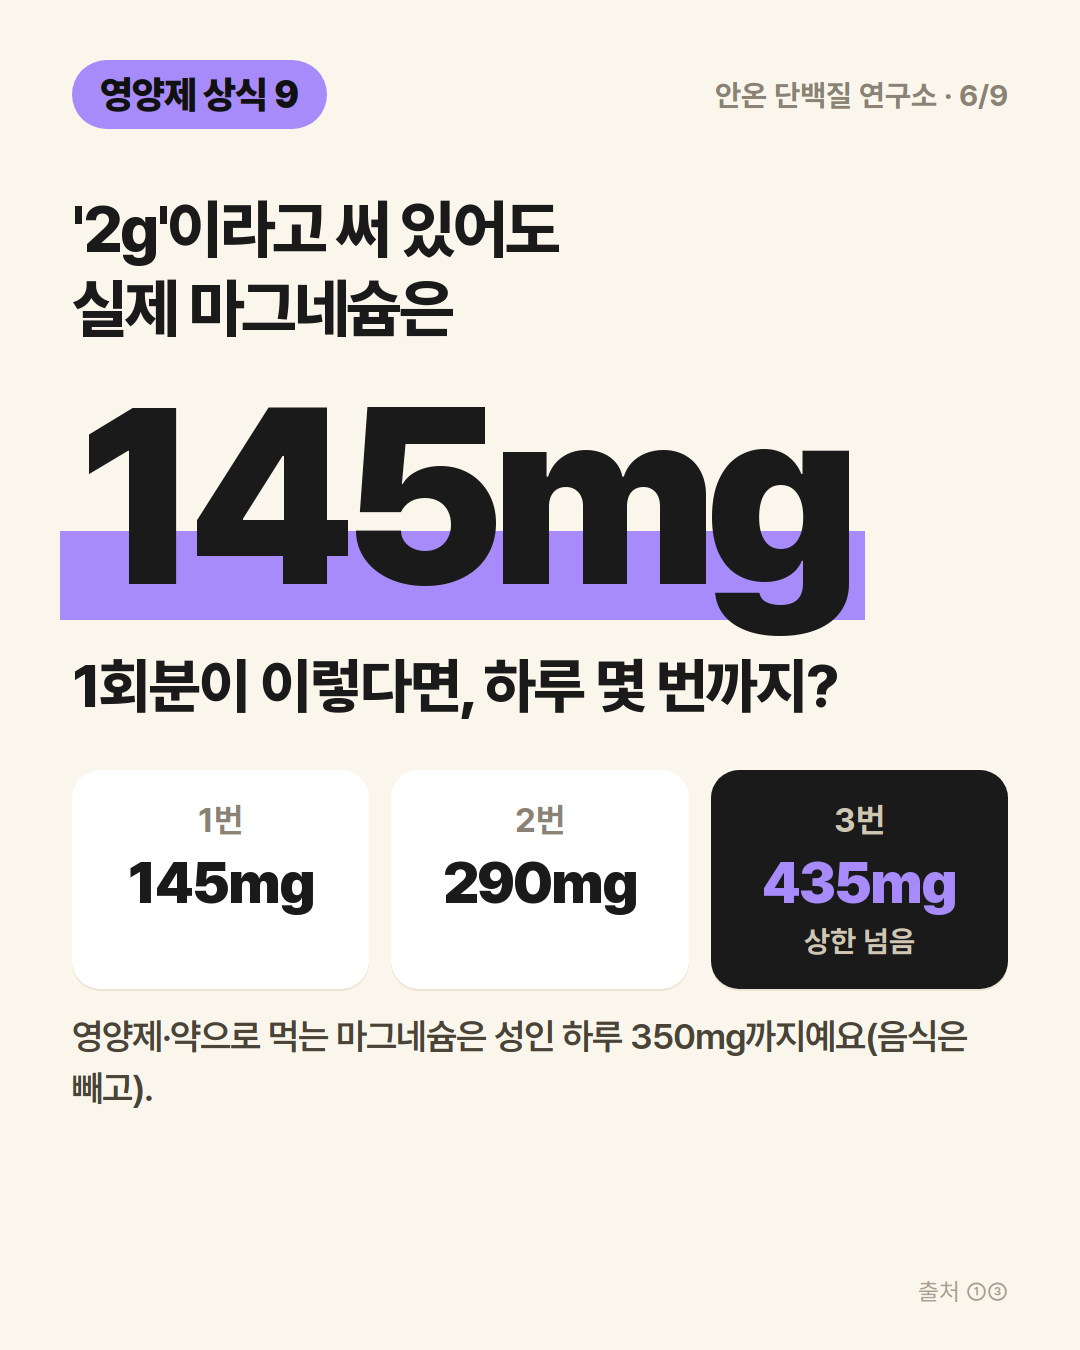 영양제 상식 9
안온 단백질 연구소 · 6/9
'2g'이라고 써 있어도
실제 마그네슘은
145mg
1회분이 이렇다면, 하루 몇 번까지?
1번
145mg
2번
290mg
3번
435mg
상한 넘음
영양제·약으로 먹는 마그네슘은 성인 하루 350mg까지예요(음식은
빼고).
출처 ①③